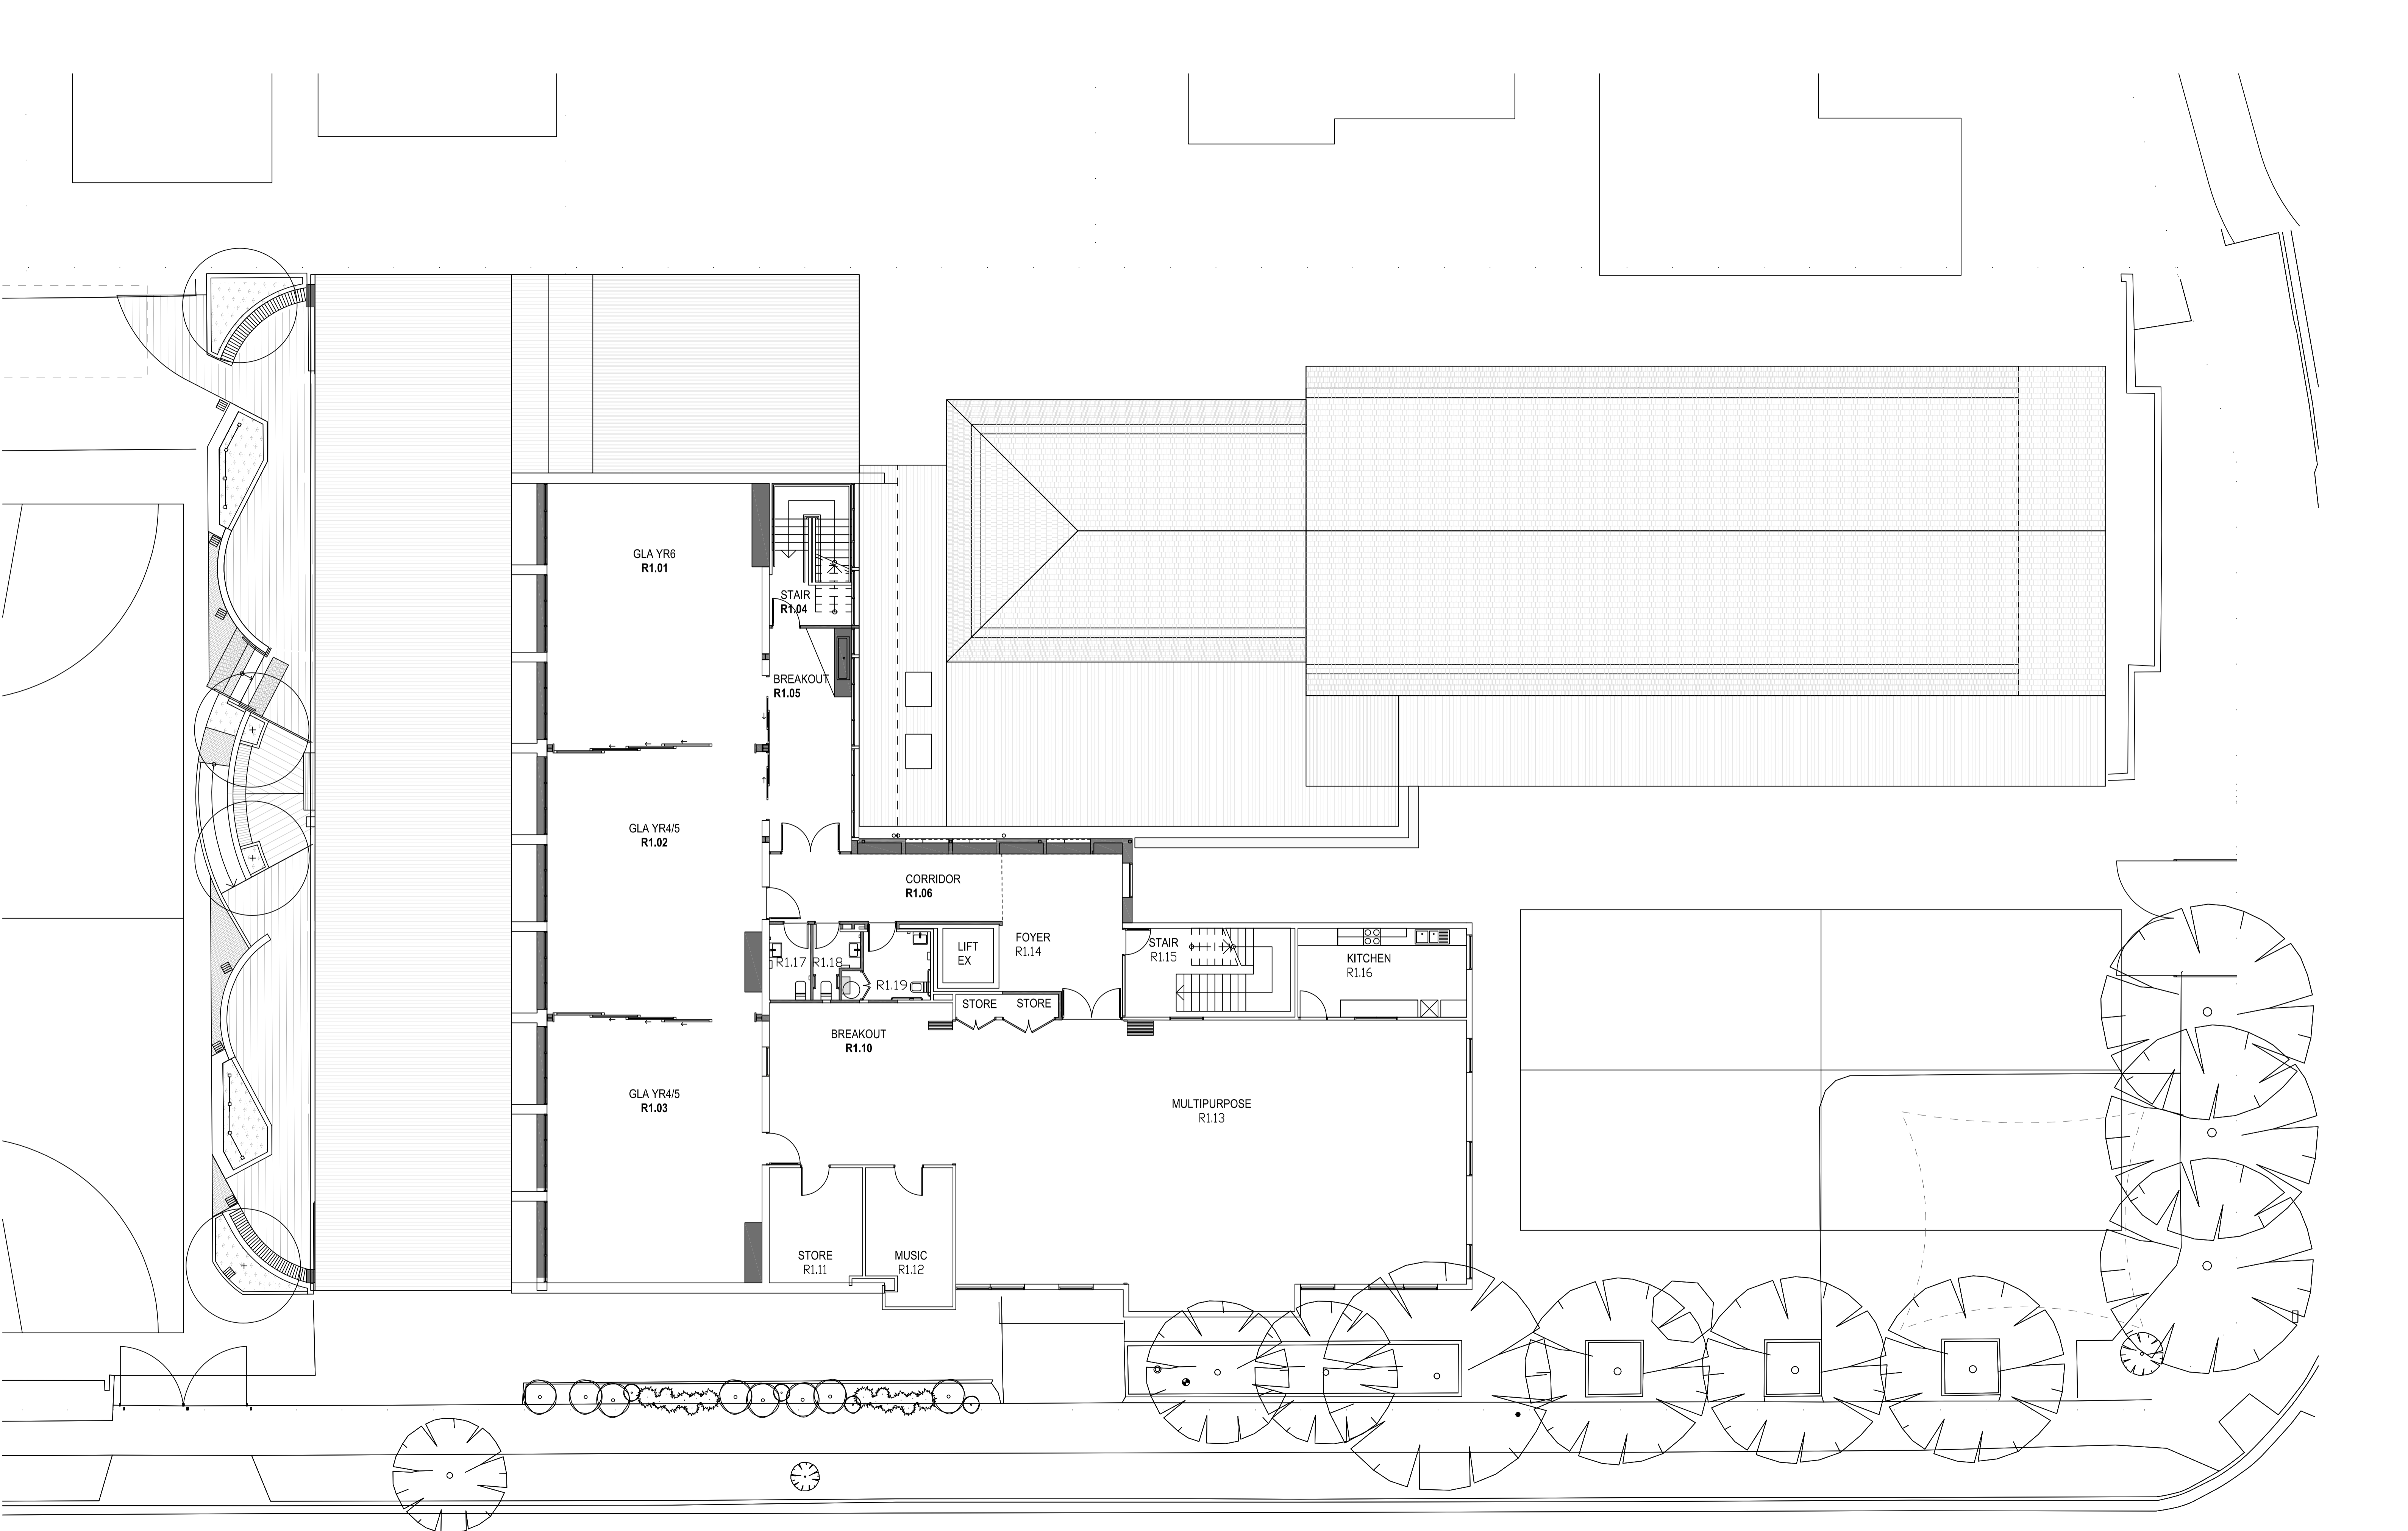 GLA YR6
R1.01
STAIR
R1.04
BREAKOUT
R1.05
GLA YR4/5
R1.02
CORRIDOR
R1.06
LIFT
EX
FOYER
R1.14
STAIR
R1.15
KITCHEN
R1.16
R1.17
R1.18
R1.19
STORE
STORE
BREAKOUT
R1.10
GLA YR4/5
R1.03
MULTIPURPOSE
R1.13
STORE
R1.11
MUSIC
R1.12